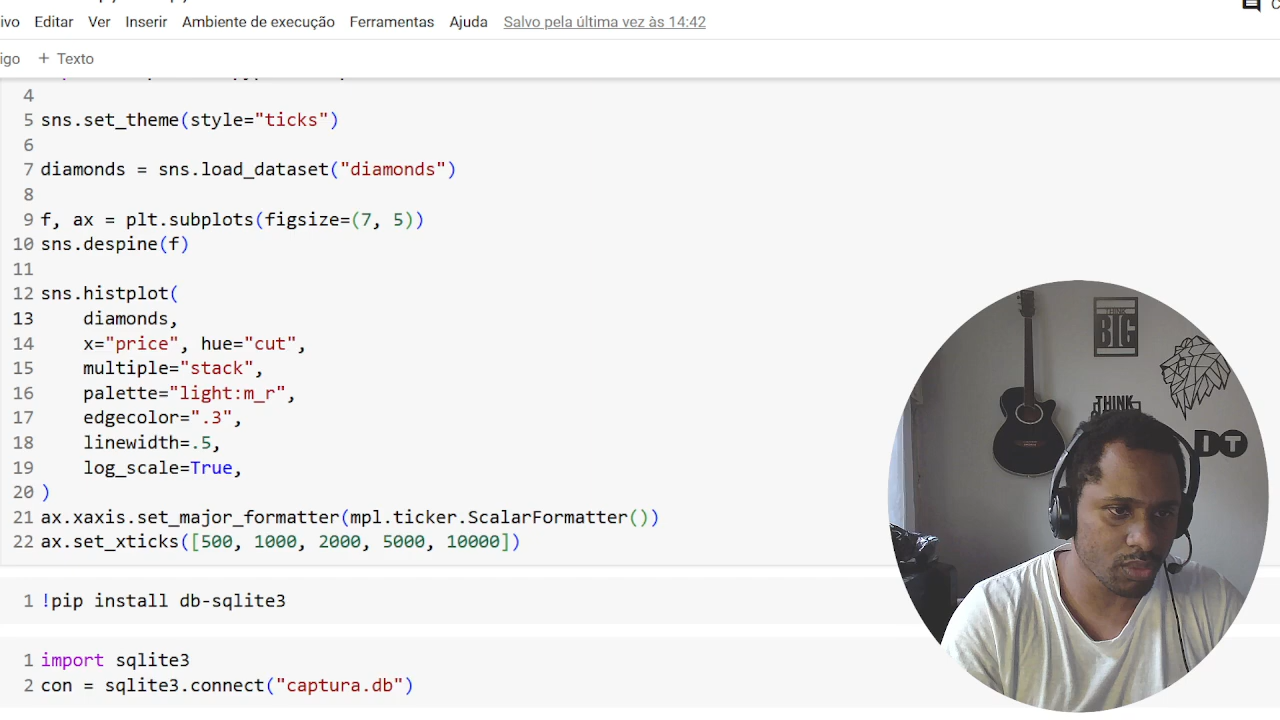 ivo Editar Ver Inserir Ambiente de execução Ferramentas Ajuda Salvo pela última vez às 14:42
igo + Texto
4
5 sns.set_theme(style="ticks")
6
7 diamonds = sns.load_dataset("diamonds")
8
9 f, ax = plt.subplots(figsize=(7, 5))
10 sns.despine(f)
11
12 sns.histplot(
13     diamonds,
14     x="price", hue="cut",
15     multiple="stack",
16     palette="light:m_r",
17     edgecolor=".3",
18     linewidth=.5,
19     log_scale=True,
20 )
21 ax.xaxis.set_major_formatter(mpl.ticker.ScalarFormatter())
22 ax.set_xticks([500, 1000, 2000, 5000, 10000])
1 !pip install db-sqlite3
1 import sqlite3
2 con = sqlite3.connect("captura.db")
THINK
BIG
THINK
DT